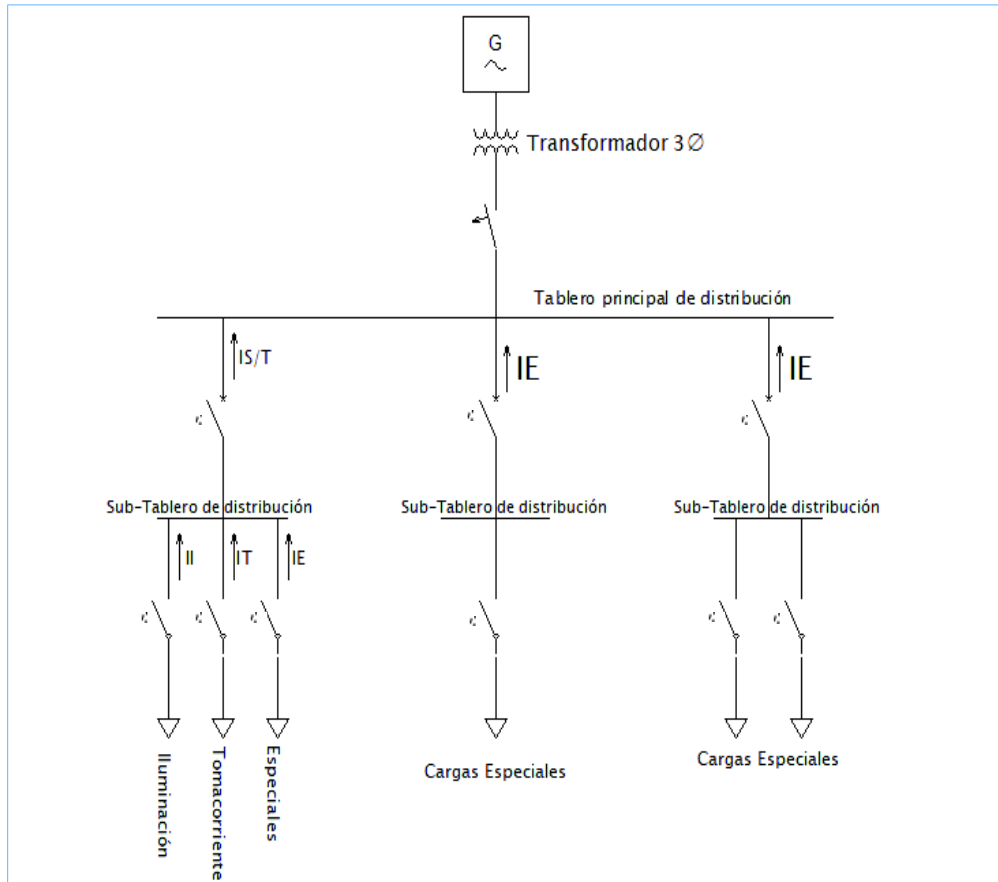 G
Transformador 3∅
Tablero principal de distribución
IS/T
IE
IE
Sub-Tablero de distribución
Sub-Tablero de distribución
Sub-Tablero de distribución
II
IT
IE
Iluminación
Tomacorriente
Especiales
Cargas Especiales
Cargas Especiales